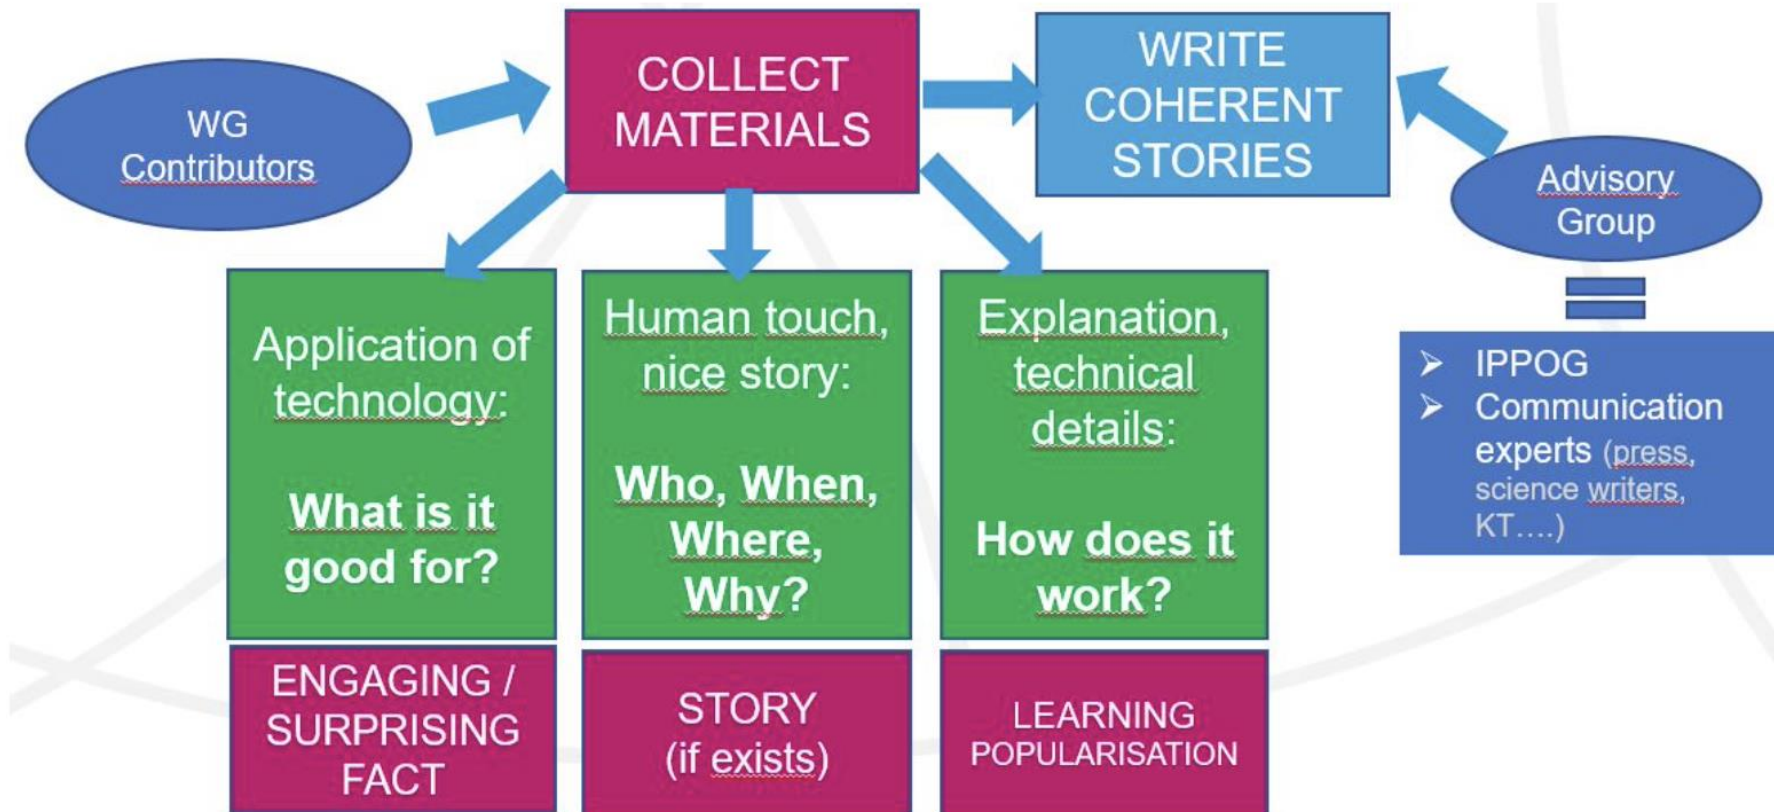 WG
Contributors
COLLECT
MATERIALS
WRITE
COHERENT
STORIES
Advisory
Group
Application of
technology:
What is it
good for?
Human touch,
nice story:
Who, When,
Where,
Why?
Explanation,
technical
details:
How does it
work?
➢ IPPOG
➢ Communication
experts (press,
science writers,
KT….)
ENGAGING /
SURPRISING
FACT
STORY
(if exists)
LEARNING
POPULARISATION